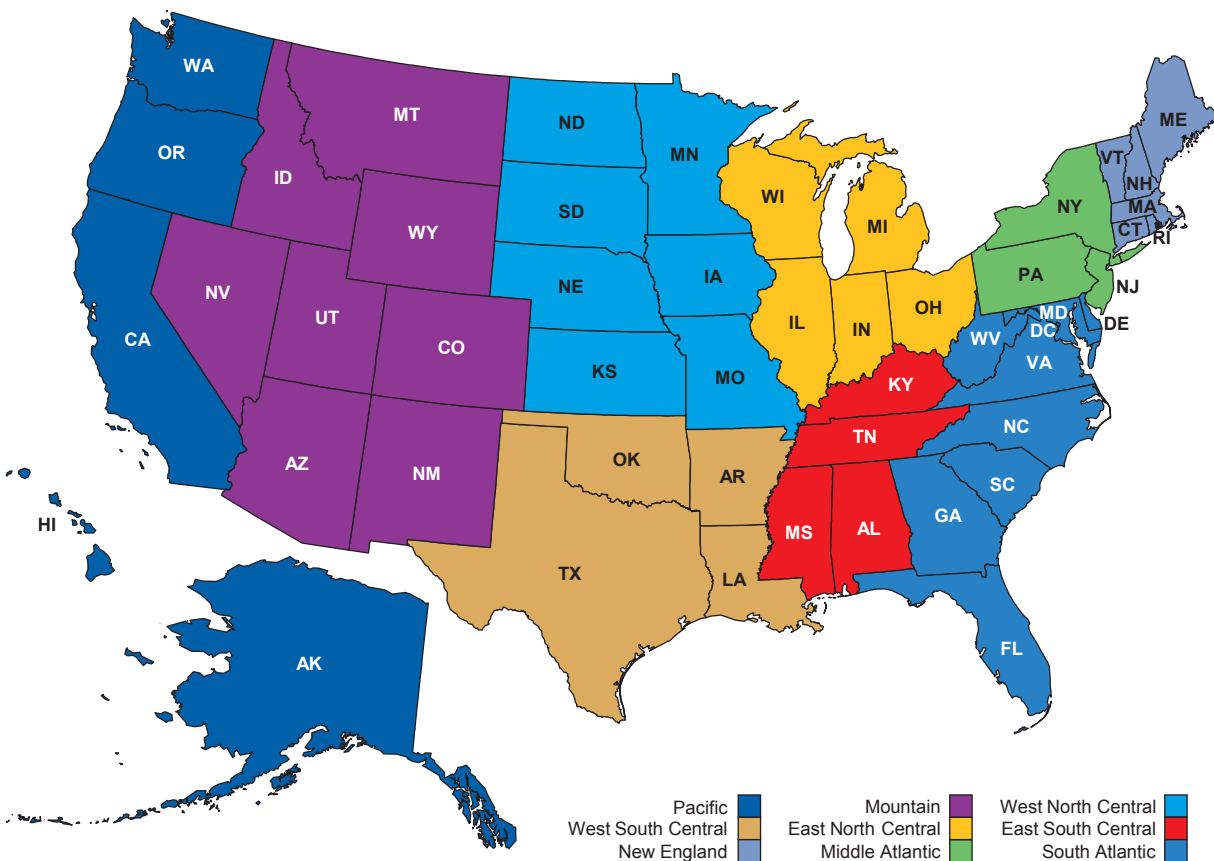 WA
MT
ND
MN
ME
OR
ID
VT
NH
WI
MI
NY
MA
SD
WY
CT
RI
IA
NE
PA
NJ
NV
UT
CO
IL
IN
OH
MD
DE
DC
WV
VA
CA
KS
MO
KY
NC
TN
AZ
NM
OK
AR
SC
GA
HI
MS
AL
TX
LA
FL
AK
Pacific
Mountain
West North Central
West South Central
East North Central
East South Central
New England
Middle Atlantic
South Atlantic